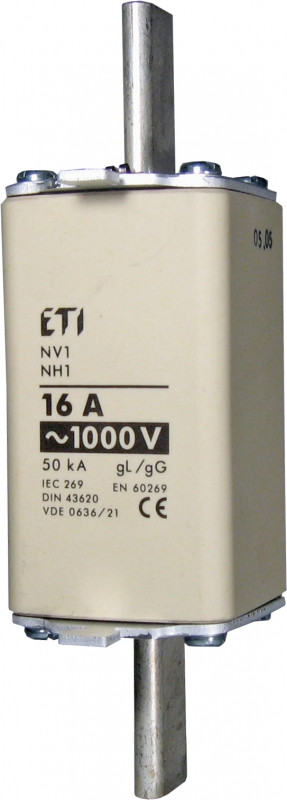 05.05
ETI
NV1
NH1
16 A
~1000 V
50 kA gL/gG
IEC 269 EN 60269
DIN 43620
VDE 0636/21 CE